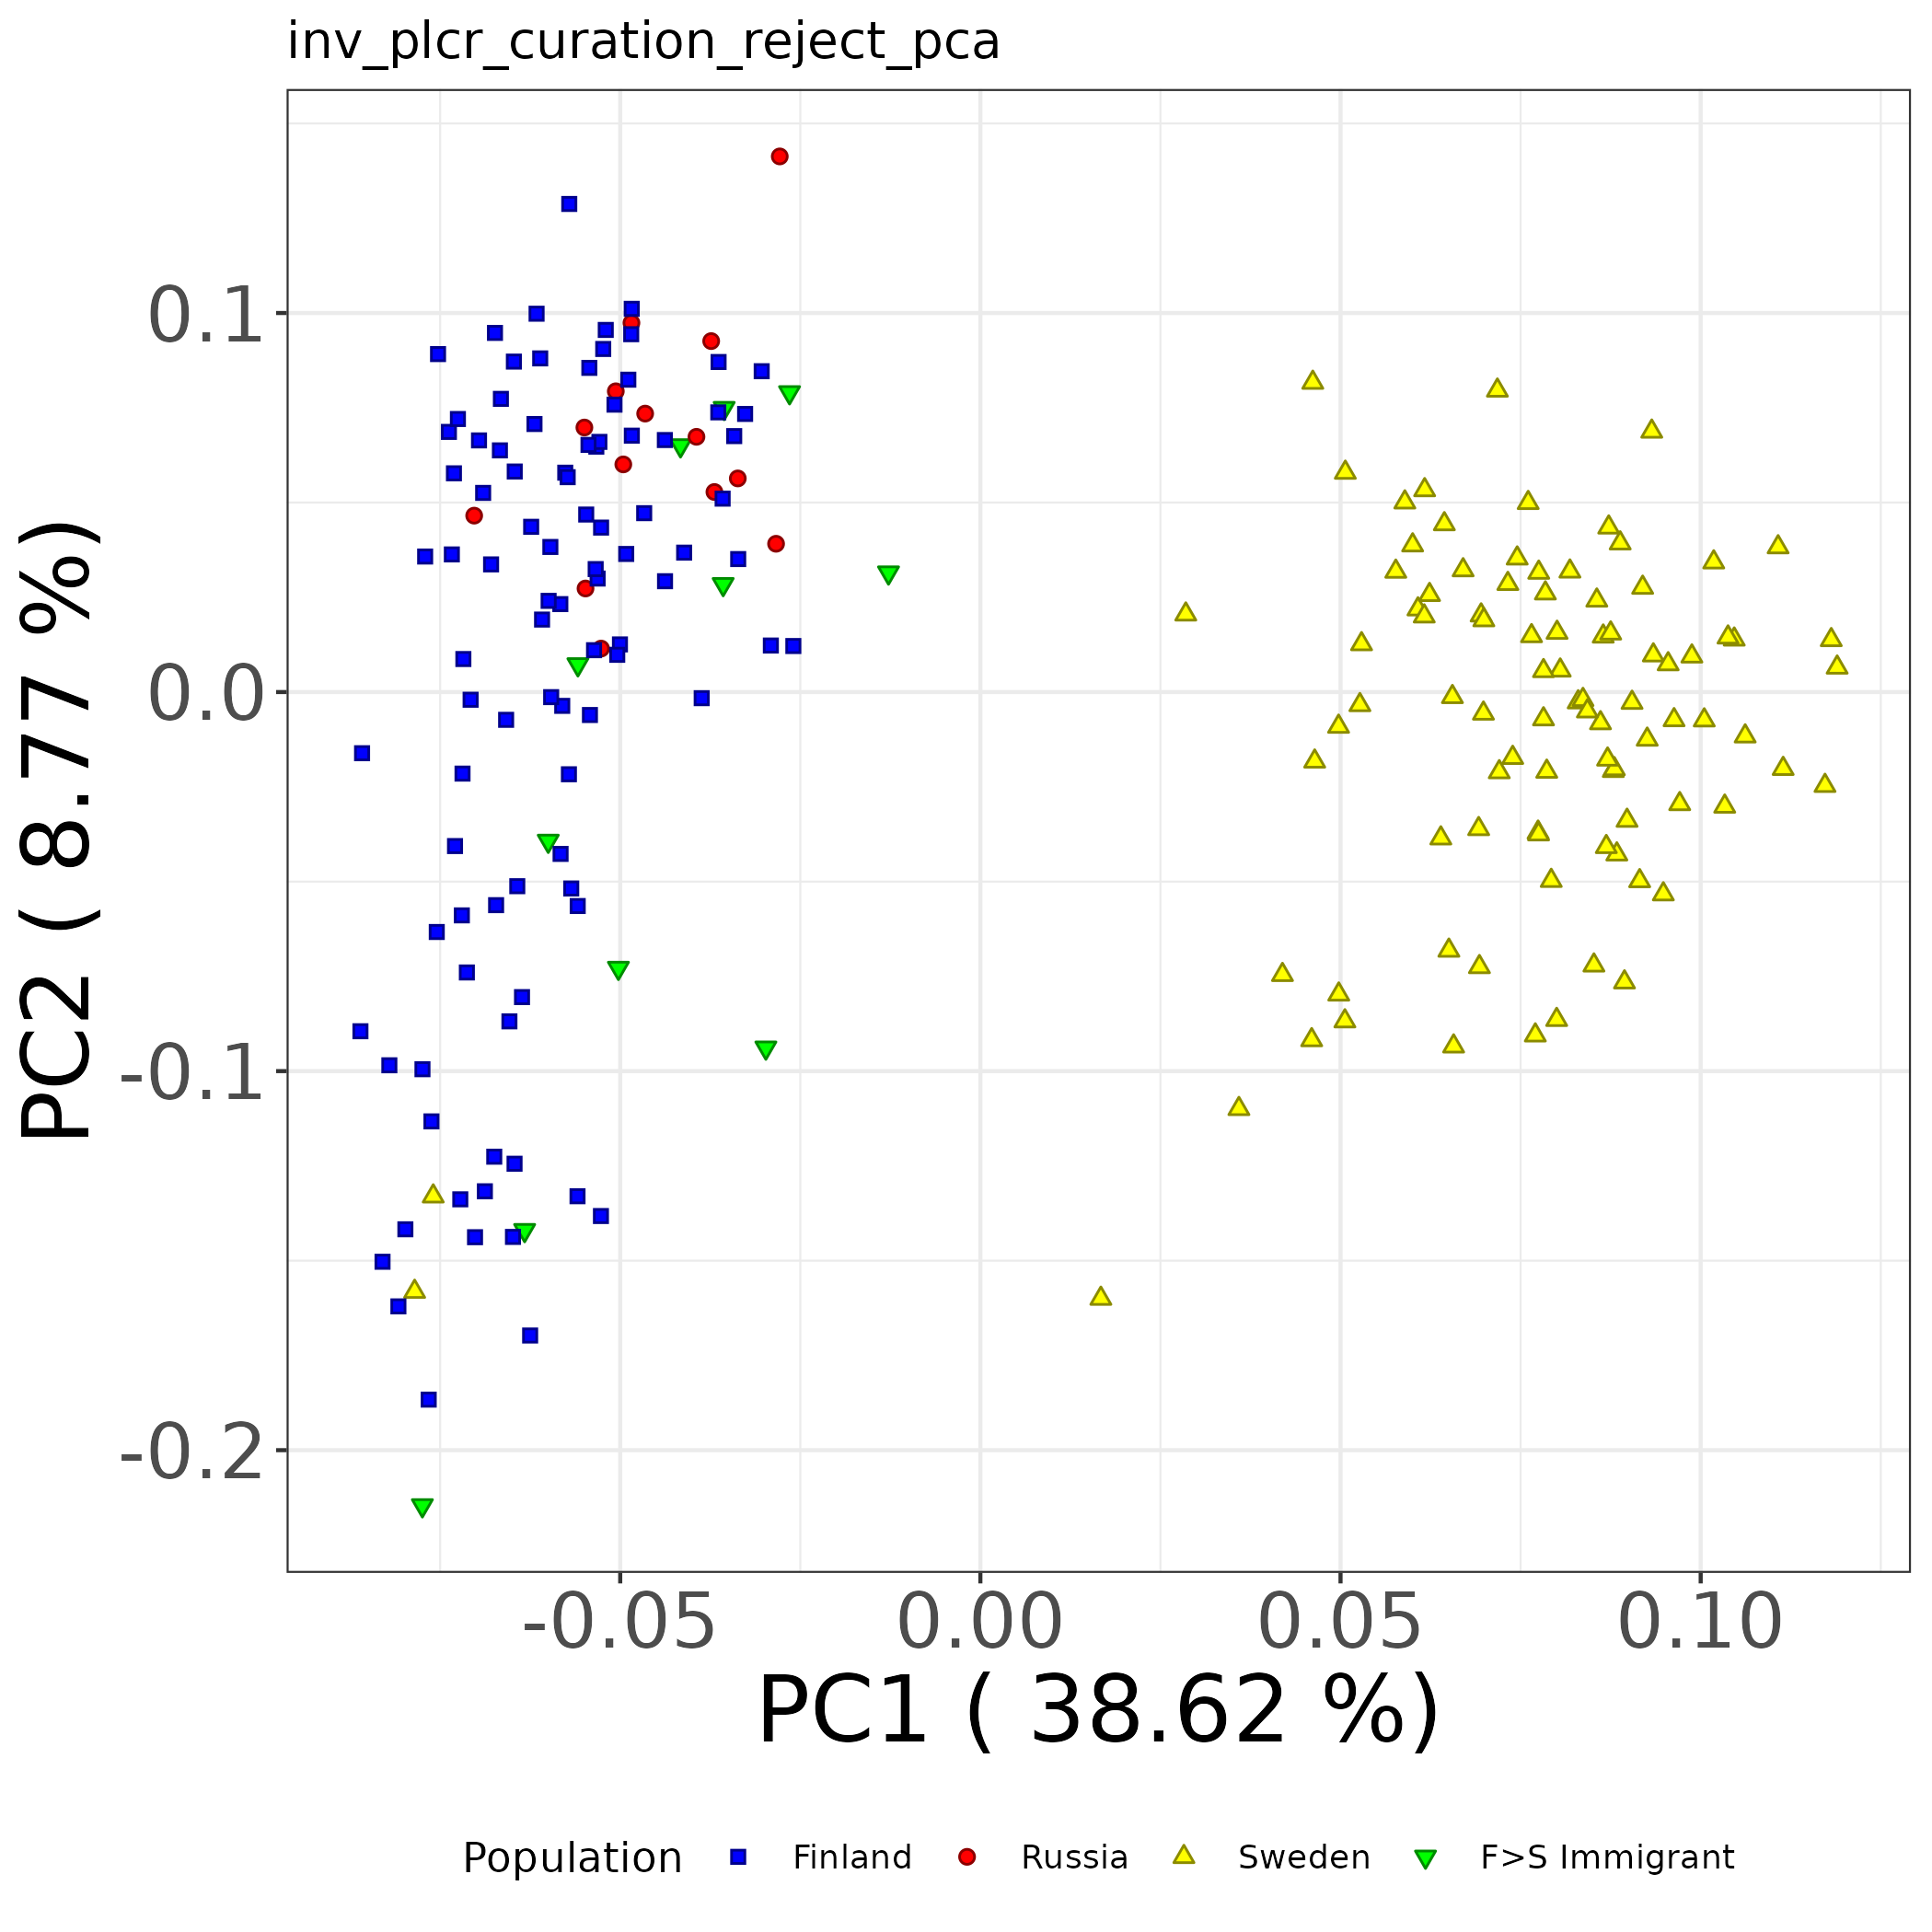 inv_plcr_curation_reject_pca
0.1
0.0
-0.1
-0.2
PC2 ( 8.77 %)
-0.05 0.00 0.05 0.10
PC1 ( 38.62 %)
Population Finland Russia Sweden F>S Immigrant